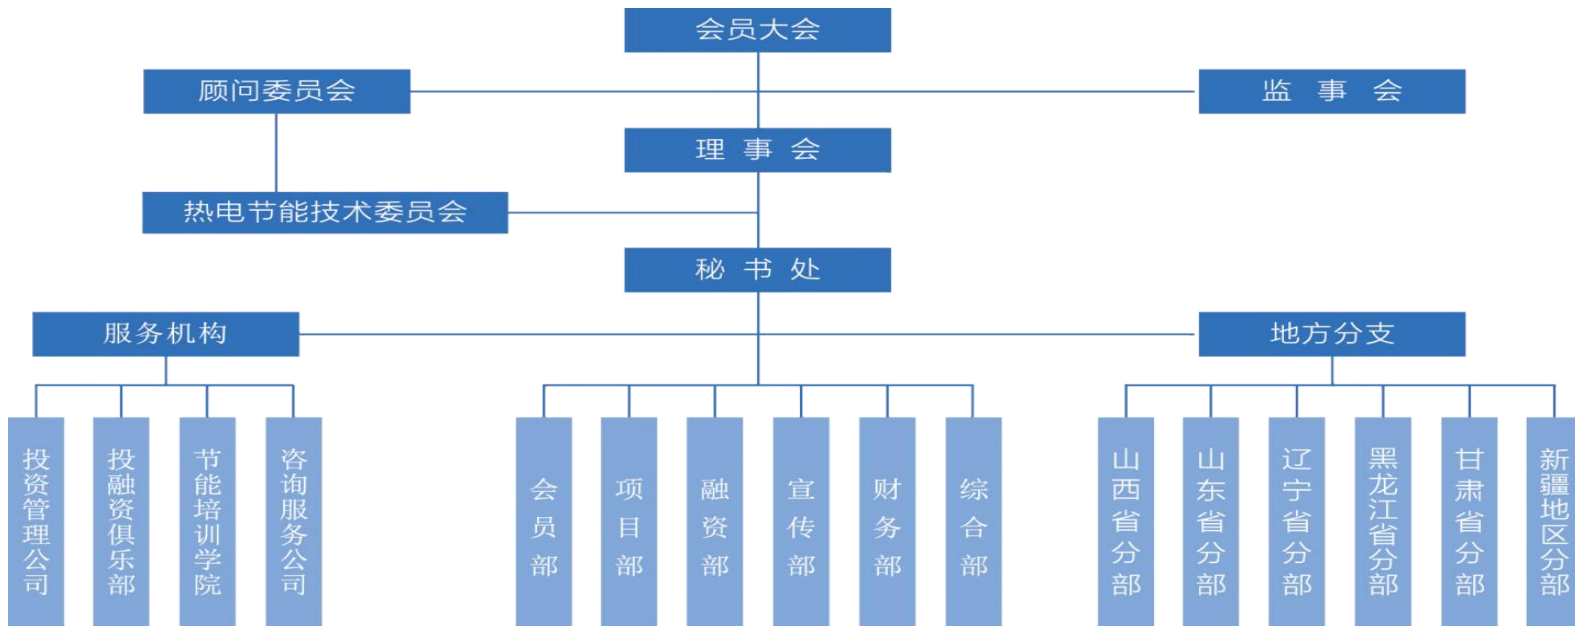 会员大会
顾问委员会
监事会
理事会
热电节能技术委员会
秘书处
服务机构
地方分支
投资管理公司
投融资俱乐部
节能培训学院
咨询服务公司
会员部
项目部
融资部
宣传部
财务部
综合部
山西省分部
山东省分部
辽宁省分部
黑龙江省分部
甘肃省分部
新疆地区分部